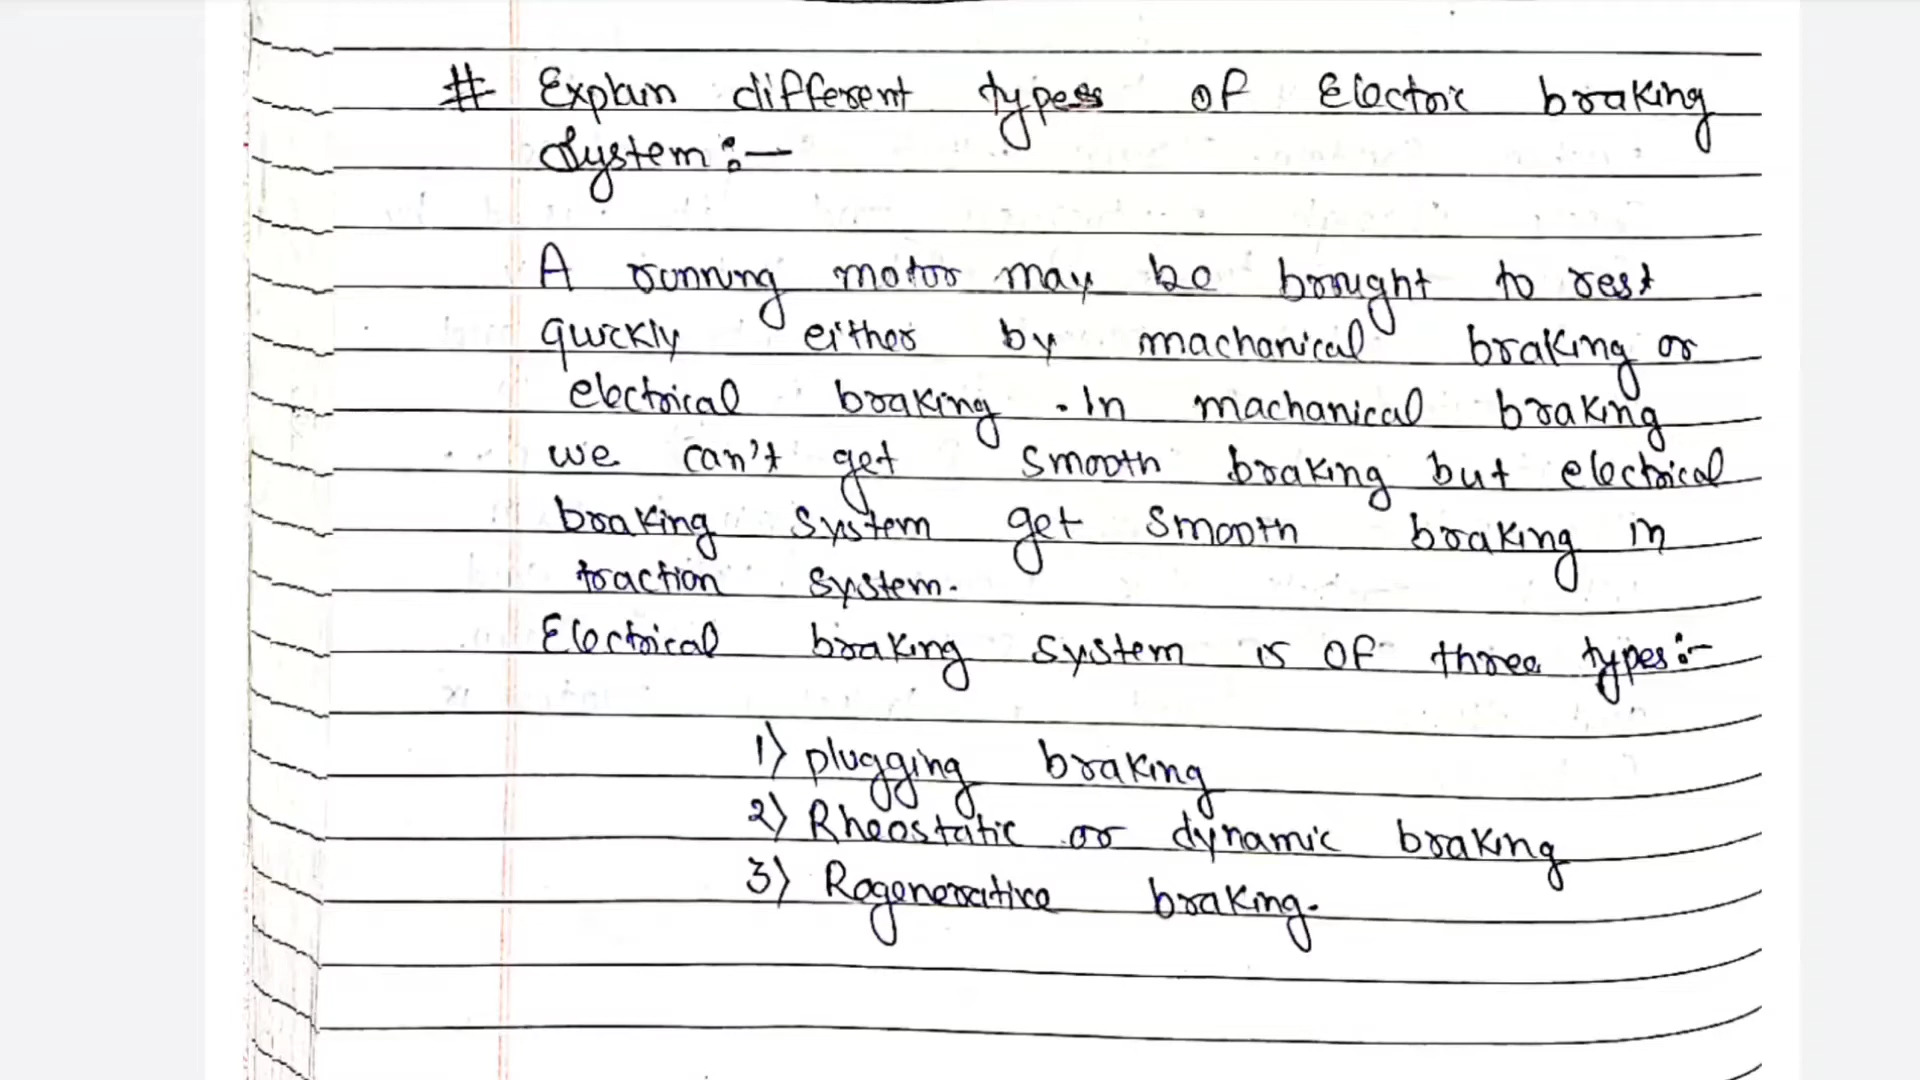 # Explain different types of Electric braking
System :-
A running motor may be brought to rest
quickly either by machanical braking or
electrical braking . In machanical braking
we can't get smooth braking but electrical
braking system get smooth braking in
traction system.
Electrical braking system is of three types:-
1) plugging braking
2) Rheostatic or dynamic braking
3) Regenerative braking.